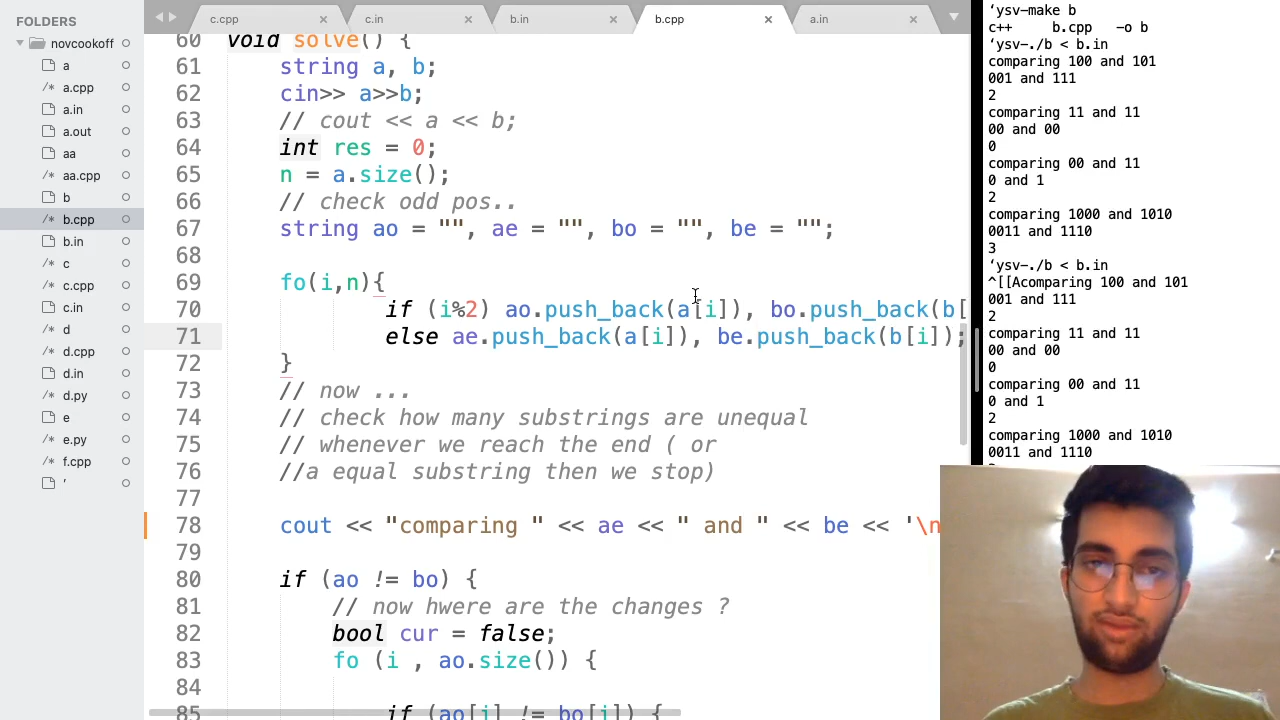 FOLDERS
novcookoff
a
/* a.cpp
a.in
a.out
aa
/* aa.cpp
b
/* b.cpp
b.in
c
/* c.cpp
c.in
d
/* d.cpp
d.in
/* d.py
e
/* e.py
/* f.cpp
'
c.cpp
c.in
b.in
b.cpp
a.in
60 void solve() {
61 string a, b;
62 cin>> a>>b;
63 // cout << a << b;
64 int res = 0;
65 n = a.size();
66 // check odd pos..
67 string ao = "", ae = "", bo = "", be = "";
68
69 fo(i,n){
70 if (i%2) ao.push_back(a[i]), bo.push_back(b[
71 else ae.push_back(a[i]), be.push_back(b[i]);
72 }
73 // now ...
74 // check how many substrings are unequal
75 // whenever we reach the end ( or
76 //a equal substring then we stop)
77
78 cout << "comparing " << ae << " and " << be << '\n
79
80 if (ao != bo) {
81 // now hwere are the changes ?
82 bool cur = false;
83 fo (i , ao.size()) {
84
85 if (ao[i] != bo[i]) {
‘ysv—make b
c++ b.cpp -o b
‘ysv—./b < b.in
comparing 100 and 101
001 and 111
2
comparing 11 and 11
00 and 00
0
comparing 00 and 11
0 and 1
2
comparing 1000 and 1010
0011 and 1110
3
‘ysv—./b < b.in
^[[Acomparing 100 and 101
001 and 111
2
comparing 11 and 11
00 and 00
0
comparing 00 and 11
0 and 1
2
comparing 1000 and 1010
0011 and 1110